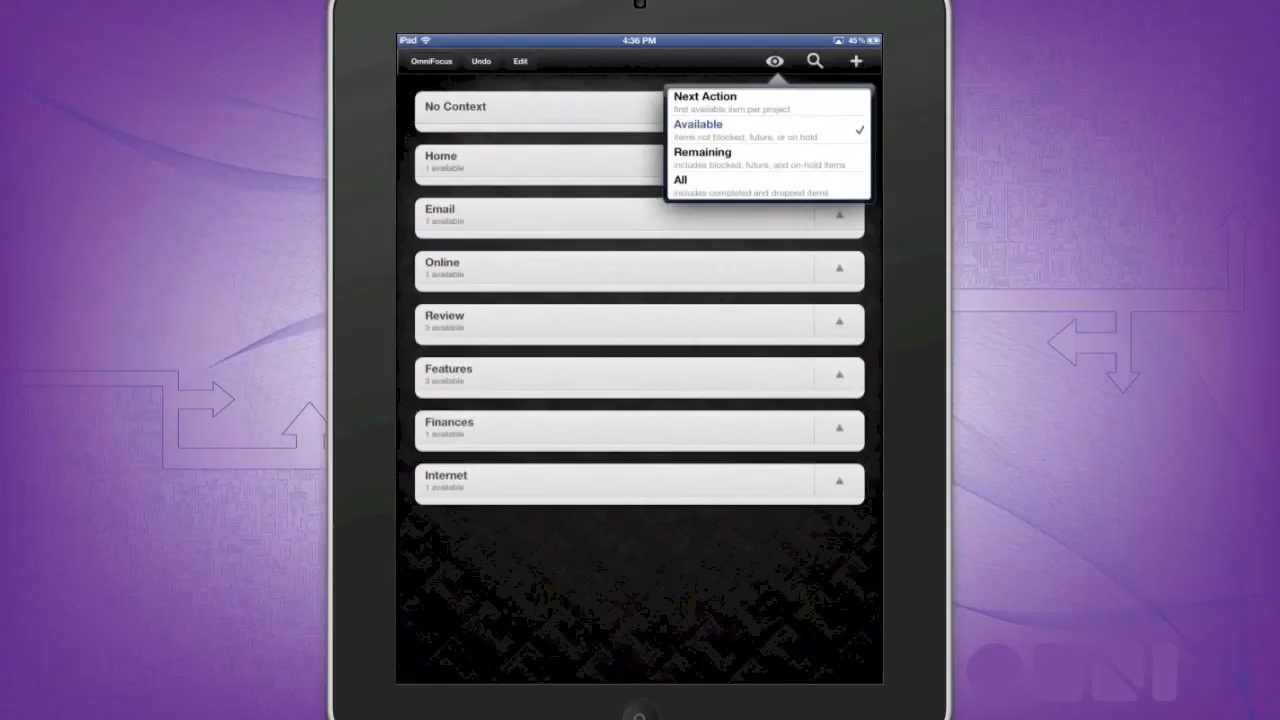 iPad 4:36 PM 45%
OmniFocus Undo Edit
Next Action
first available item per project
Available
items not blocked, future, or on hold
Remaining
includes blocked, future, and on-hold items
All
includes completed and dropped items
No Context
Home
1 available
Email
1 available
Online
1 available
Review
3 available
Features
3 available
Finances
1 available
Internet
1 available
OMNI